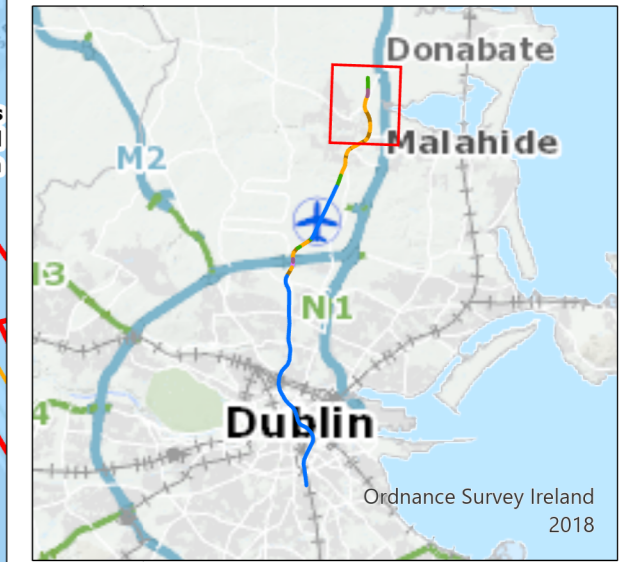 Donabate
Malahide
M2
N1
Dublin
Ordnance Survey Ireland
2018